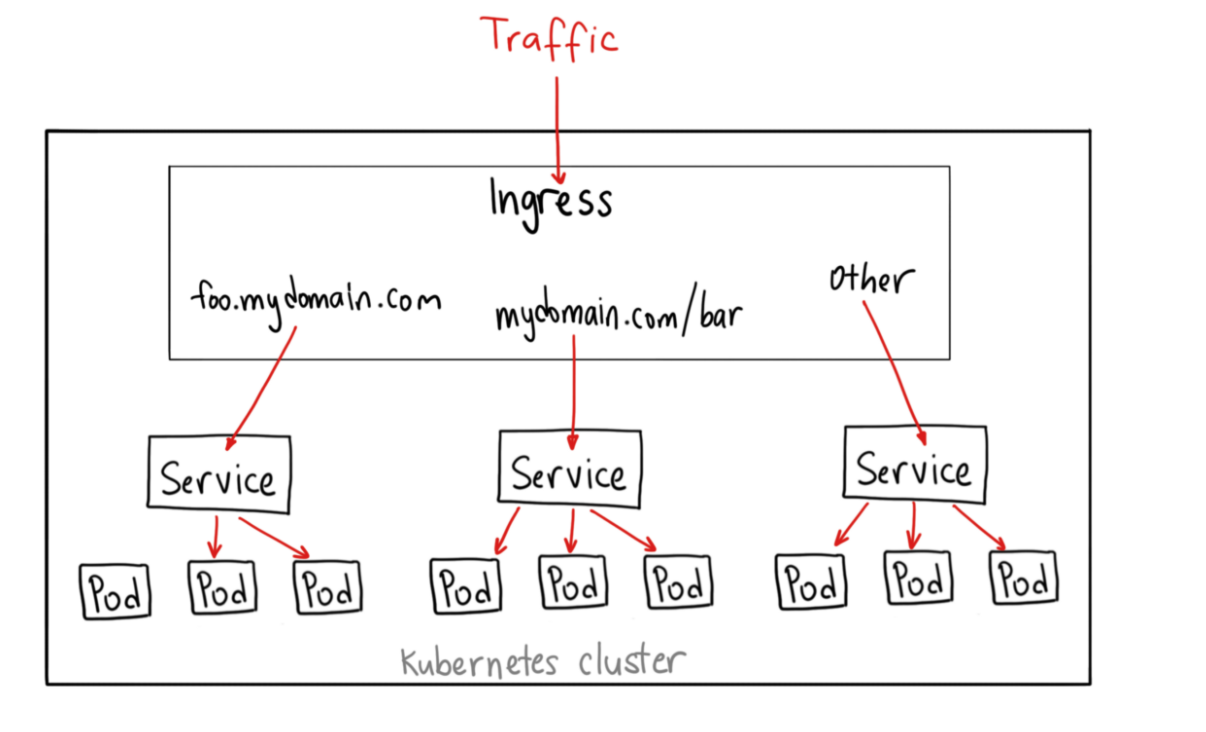 Traffic
Ingress
foo.mydomain.com
mydomain.com/bar
other
Service
Service
Service
Pod
Pod
Pod
Pod
Pod
Pod
Pod
Pod
Pod
Kubernetes cluster